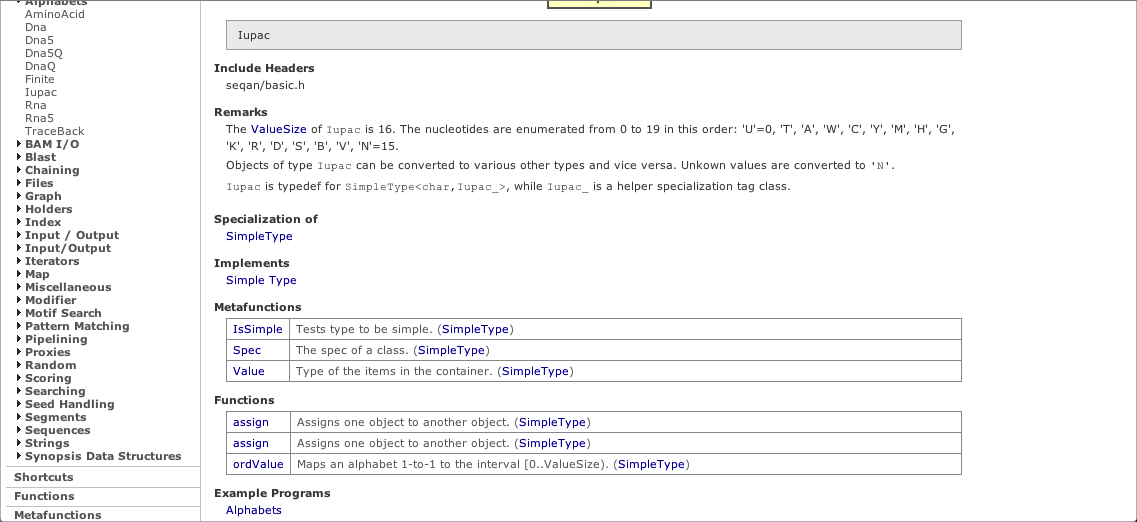 Alphabets
AminoAcid
Dna
Dna5
Dna5Q
DnaQ
Finite
Iupac
Rna
Rna5
TraceBack
BAM I/O
Blast
Chaining
Files
Graph
Holders
Index
Input / Output
Input/Output
Iterators
Map
Miscellaneous
Modifier
Motif Search
Pattern Matching
Pipelining
Proxies
Random
Scoring
Searching
Seed Handling
Segments
Sequences
Strings
Synopsis Data Structures
Shortcuts
Functions
Metafunctions
Iupac
Include Headers
seqan/basic.h
Remarks
The ValueSize of Iupac is 16. The nucleotides are enumerated from 0 to 19 in this order: 'U'=0, 'T', 'A', 'W', 'C', 'Y', 'M', 'H', 'G',
'K', 'R', 'D', 'S', 'B', 'V', 'N'=15.
Objects of type Iupac can be converted to various other types and vice versa. Unkown values are converted to 'N'.
Iupac is typedef for SimpleType<char,Iupac_>, while Iupac_ is a helper specialization tag class.
Specialization of
SimpleType
Implements
Simple Type
Metafunctions
IsSimple Tests type to be simple. (SimpleType)
Spec The spec of a class. (SimpleType)
Value Type of the items in the container. (SimpleType)
Functions
assign Assigns one object to another object. (SimpleType)
assign Assigns one object to another object. (SimpleType)
ordValue Maps an alphabet 1-to-1 to the interval [0..ValueSize). (SimpleType)
Example Programs
Alphabets